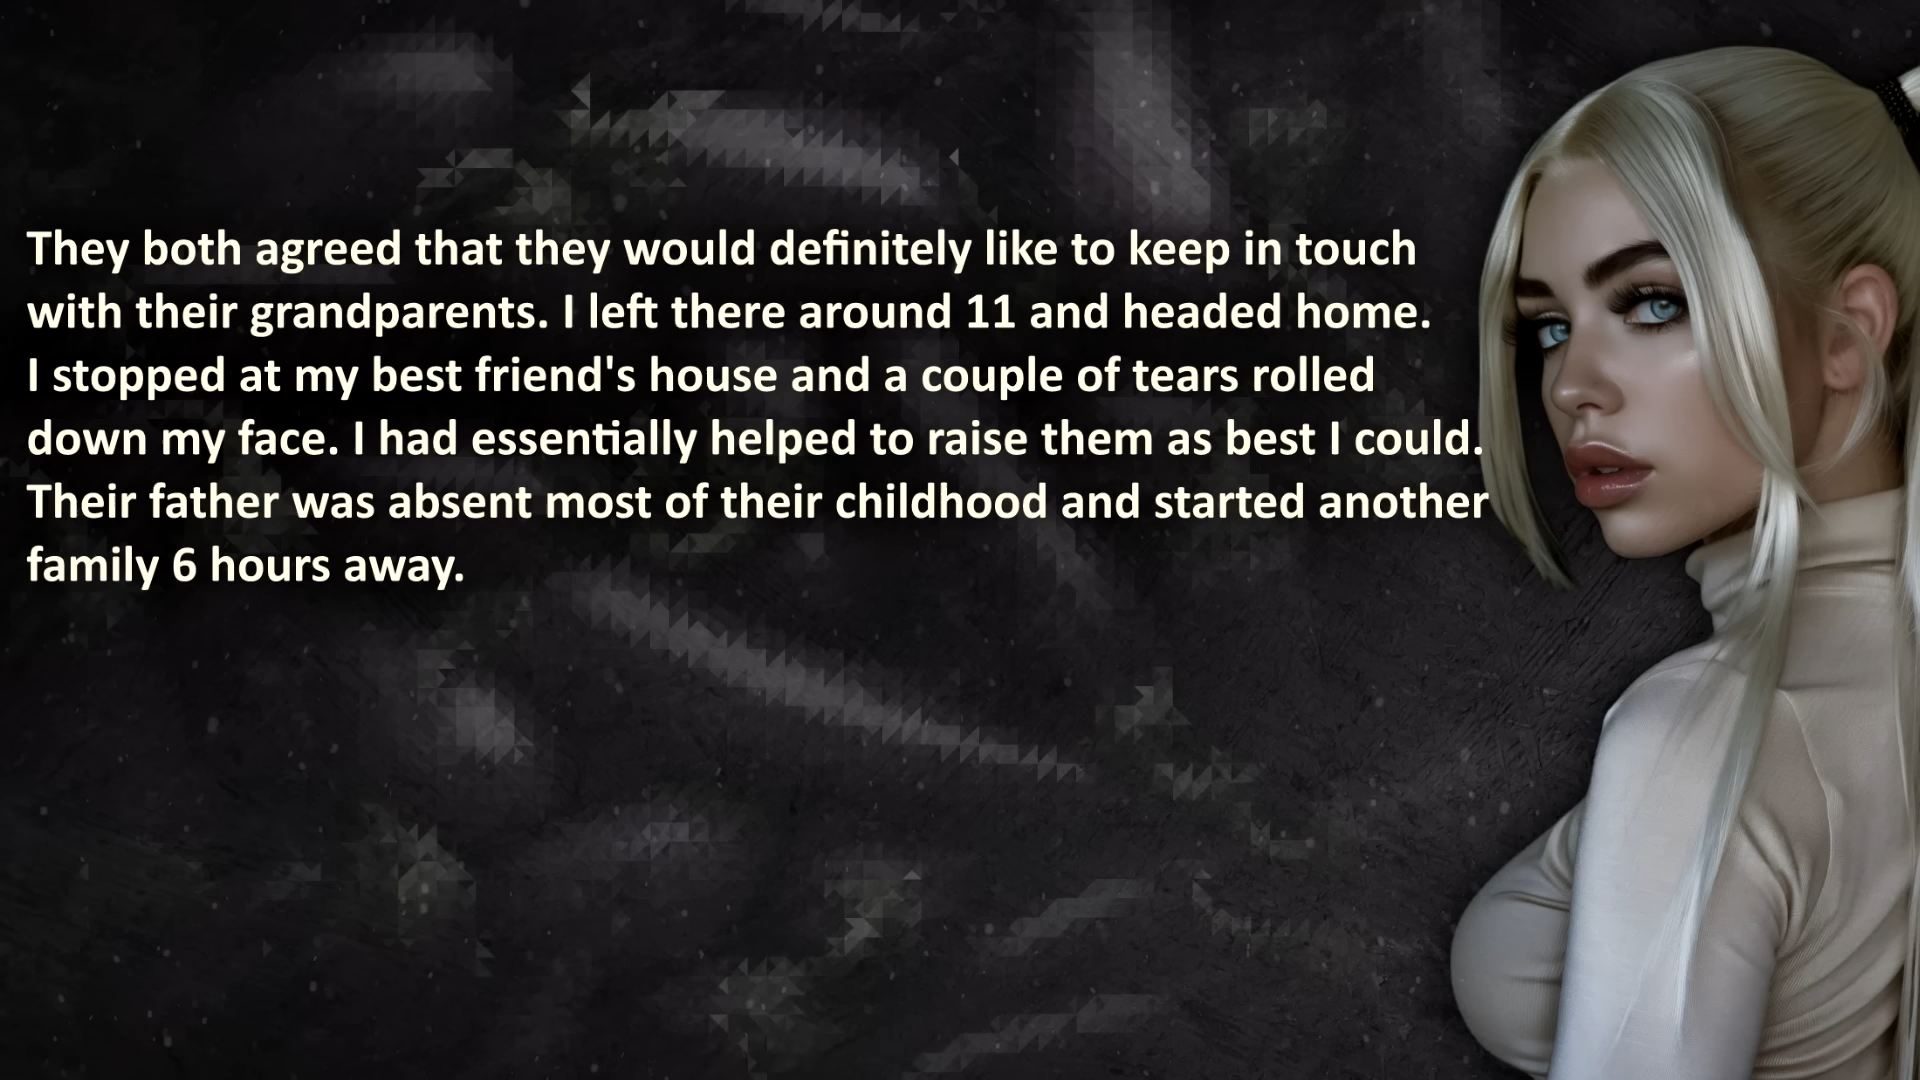 They both agreed that they would definitely like to keep in touch
with their grandparents. I left there around 11 and headed home.
I stopped at my best friend's house and a couple of tears rolled
down my face. I had essentially helped to raise them as best I could.
Their father was absent most of their childhood and started another
family 6 hours away.